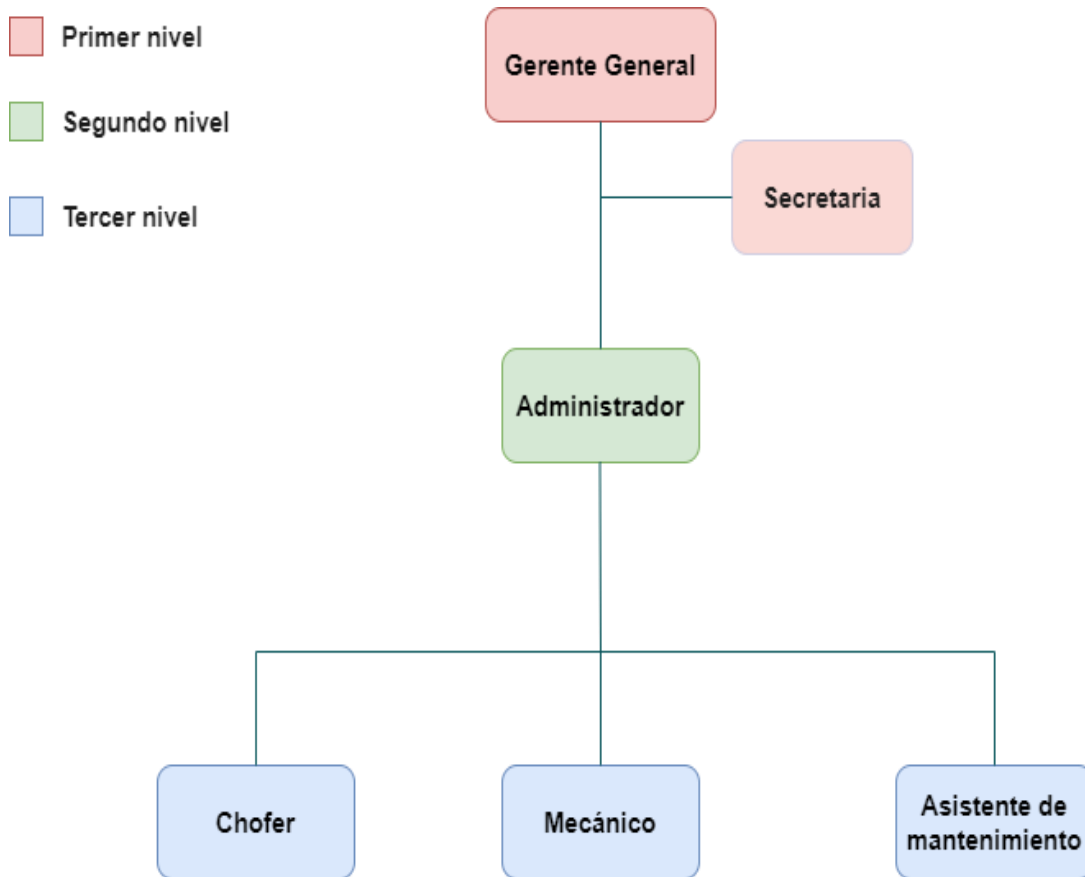 Primer nivel
Segundo nivel
Tercer nivel
Gerente General
Secretaria
Administrador
Chofer
Mecánico
Asistente de
mantenimiento